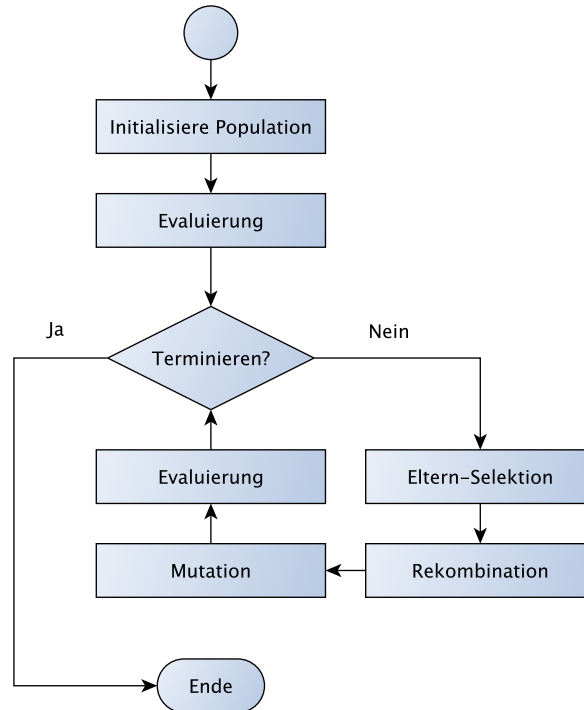 Initialisiere Population
Evaluierung
Ja
Nein
Terminieren?
Evaluierung
Eltern-Selektion
Mutation
Rekombination
Ende